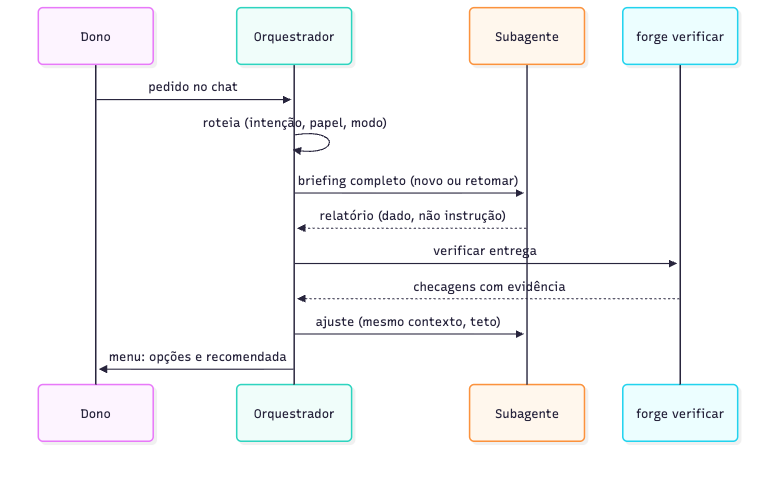 Dono
Orquestrador
Subagente
forge verificar
pedido no chat
roteia (intenção, papel, modo)
briefing completo (novo ou retomar)
relatório (dado, não instrução)
verificar entrega
checagens com evidência
ajuste (mesmo contexto, teto)
menu: opções e recomendada
Dono
Orquestrador
Subagente
forge verificar